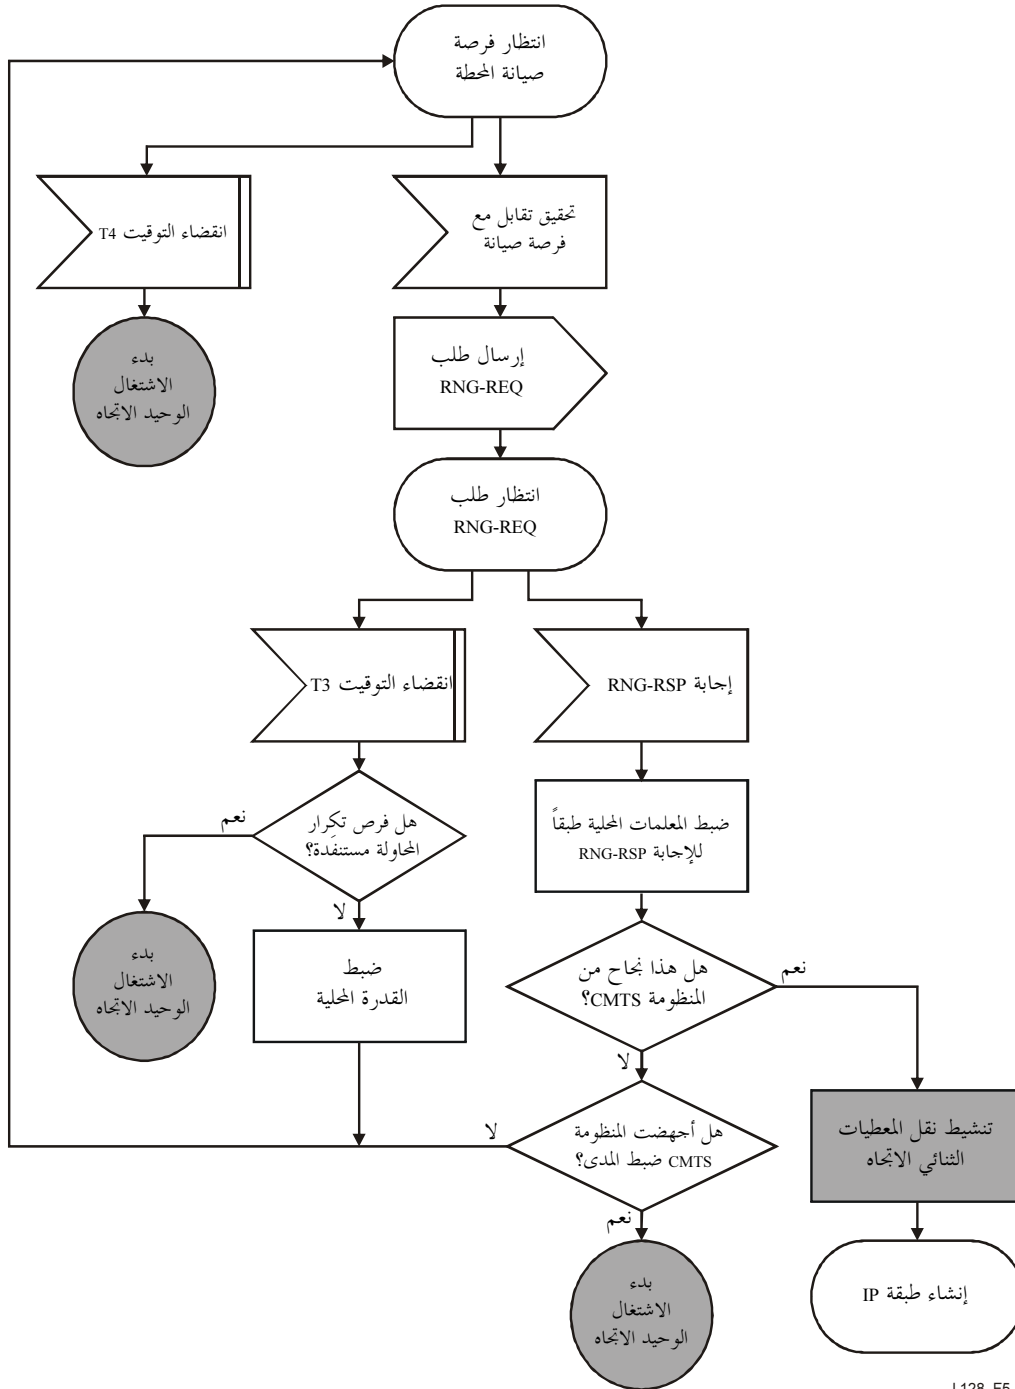 انتظار فرصة
صيانة المحطة
تحقيق تقابل مع
فرصة صيانة
انقضاء التوقيت T4
بدء
الاشتغال
الوحيد الاتجاه
إرسال طلب
RNG-REQ
انتظار طلب
RNG-REQ
إجابة RNG-RSP
انقضاء التوقيت T3
ضبط المعلمات المحلية طبقاً
للإجابة RNG-RSP
هل فرص تكرار
المحاولة مستنفَدة؟
نعم
لا
بدء
الاشتغال
الوحيد الاتجاه
ضبط
القدرة المحلية
هل هذا نجاح من
المنظومة CMTS؟
نعم
لا
تنشيط نقل المعطيات
الثنائي الاتجاه
هل أجهضت المنظومة
CMTS ضبط المدى؟
لا
نعم
إنشاء طبقة IP
بدء
الاشتغال
الوحيد الاتجاه
J.128_F5